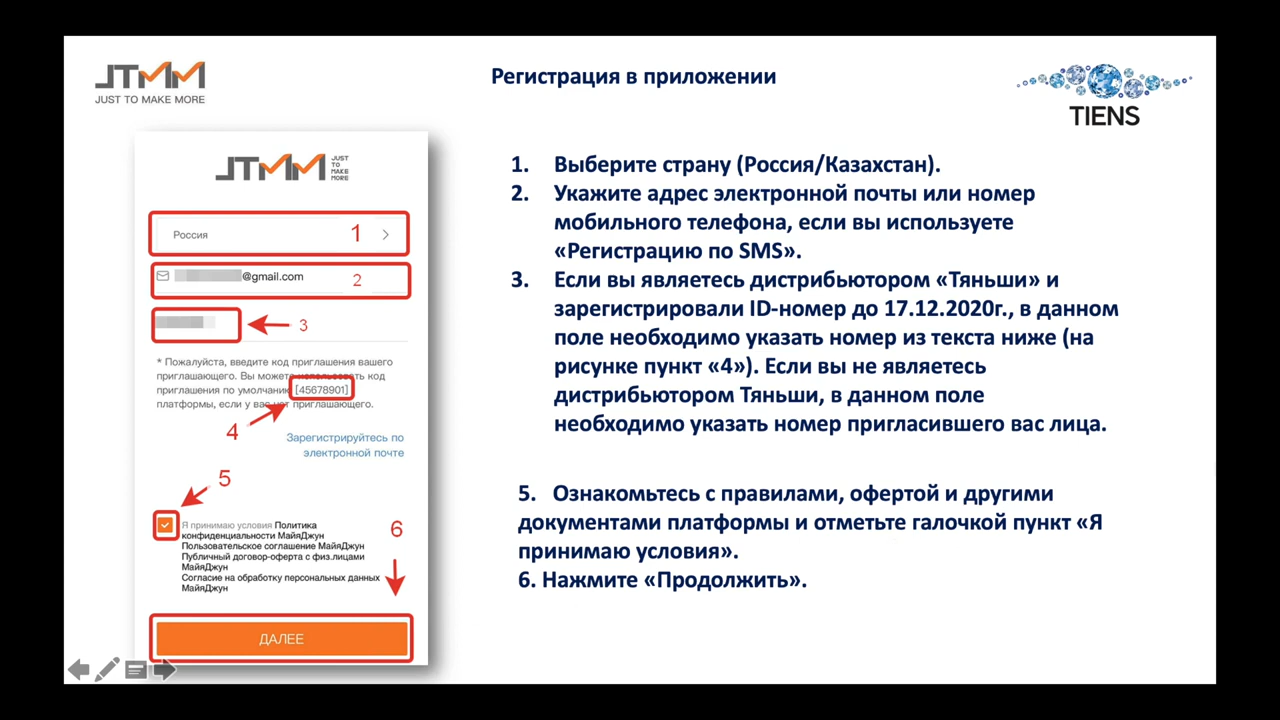 JTMM
JUST TO MAKE MORE
Регистрация в приложении
TIENS
JTMM
JUST
TO
MAKE
MORE
Россия
1
@gmail.com
2
3
* Пожалуйста, введите код приглашения вашего
приглашающего. Вы можете использовать код
приглашения по умолчанию [45678901]
платформы, если у вас нет приглашающего.
4
Зарегистрируйтесь по
электронной почте
5
6
Я принимаю условия Политика
конфиденциальности МайяДжун
Пользовательское соглашение МайяДжун
Публичный договор-оферта с физ.лицами
МайяДжун
Согласие на обработку персональных данных
МайяДжун
ДАЛЕЕ
1. Выберите страну (Россия/Казахстан).
2. Укажите адрес электронной почты или номер
мобильного телефона, если вы используете
«Регистрацию по SMS».
3. Если вы являетесь дистрибьютором «Тяньши» и
зарегистрировали ID-номер до 17.12.2020г., в данном
поле необходимо указать номер из текста ниже (на
рисунке пункт «4»). Если вы не являетесь
дистрибьютором Тяньши, в данном поле
необходимо указать номер пригласившего вас лица.
5. Ознакомьтесь с правилами, офертой и другими
документами платформы и отметьте галочкой пункт «Я
принимаю условия».
6. Нажмите «Продолжить».